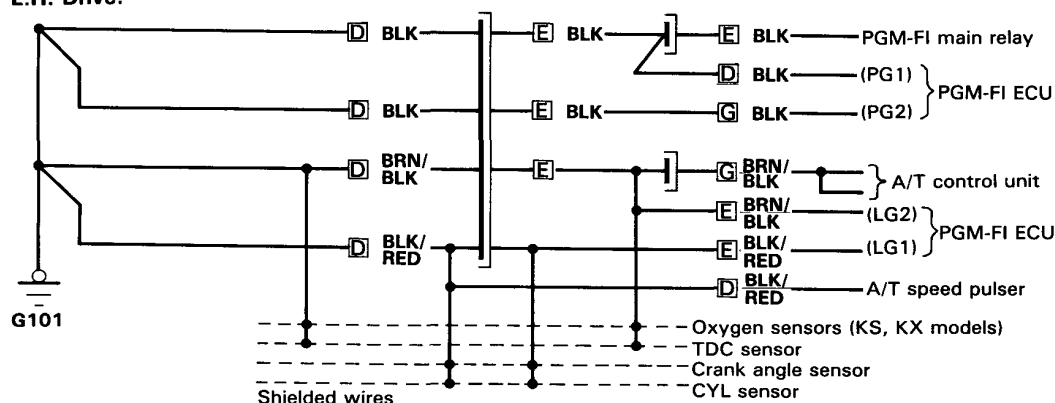 L.H. Drive:
D BLK E BLK E BLK PGM-FI main relay
D BLK (PG1)
PGM-FI ECU
D BLK E BLK G BLK (PG2)
D BRN/BLK E G BRN/BLK A/T control unit
E BRN/BLK (LG2)
PGM-FI ECU
D BLK/RED E BLK/RED (LG1)
D BLK/RED A/T speed pulser
G101
Oxygen sensors (KS, KX models)
TDC sensor
Crank angle sensor
CYL sensor
Shielded wires